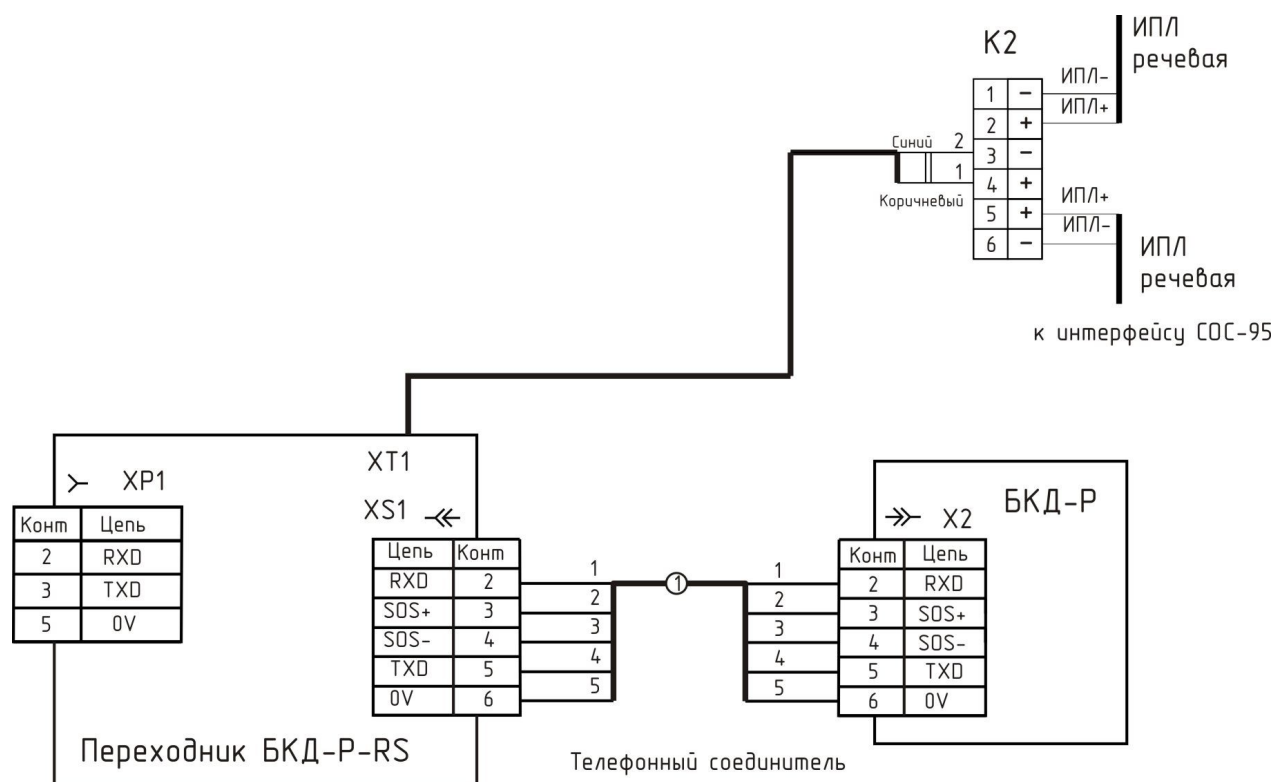 К2
ИПЛ
речевая
ИПЛ-
ИПЛ+
1 -
2 +
3 -
4 +
5 +
6 -
Синий 2
1
Коричневый
ИПЛ+
ИПЛ-
ИПЛ
речевая
к интерфейсу СОС-95
XT1
XP1
Конт Цепь
2 RXD
3 TXD
5 0V
XS1
Цепь Конт
RXD 2
SOS+ 3
SOS- 4
TXD 5
0V 6
1
2
3
4
5
1
1
2
3
4
5
БКД-Р
X2
Конт Цепь
2 RXD
3 SOS+
4 SOS-
5 TXD
6 0V
Переходник БКД-Р-RS
Телефонный соединитель